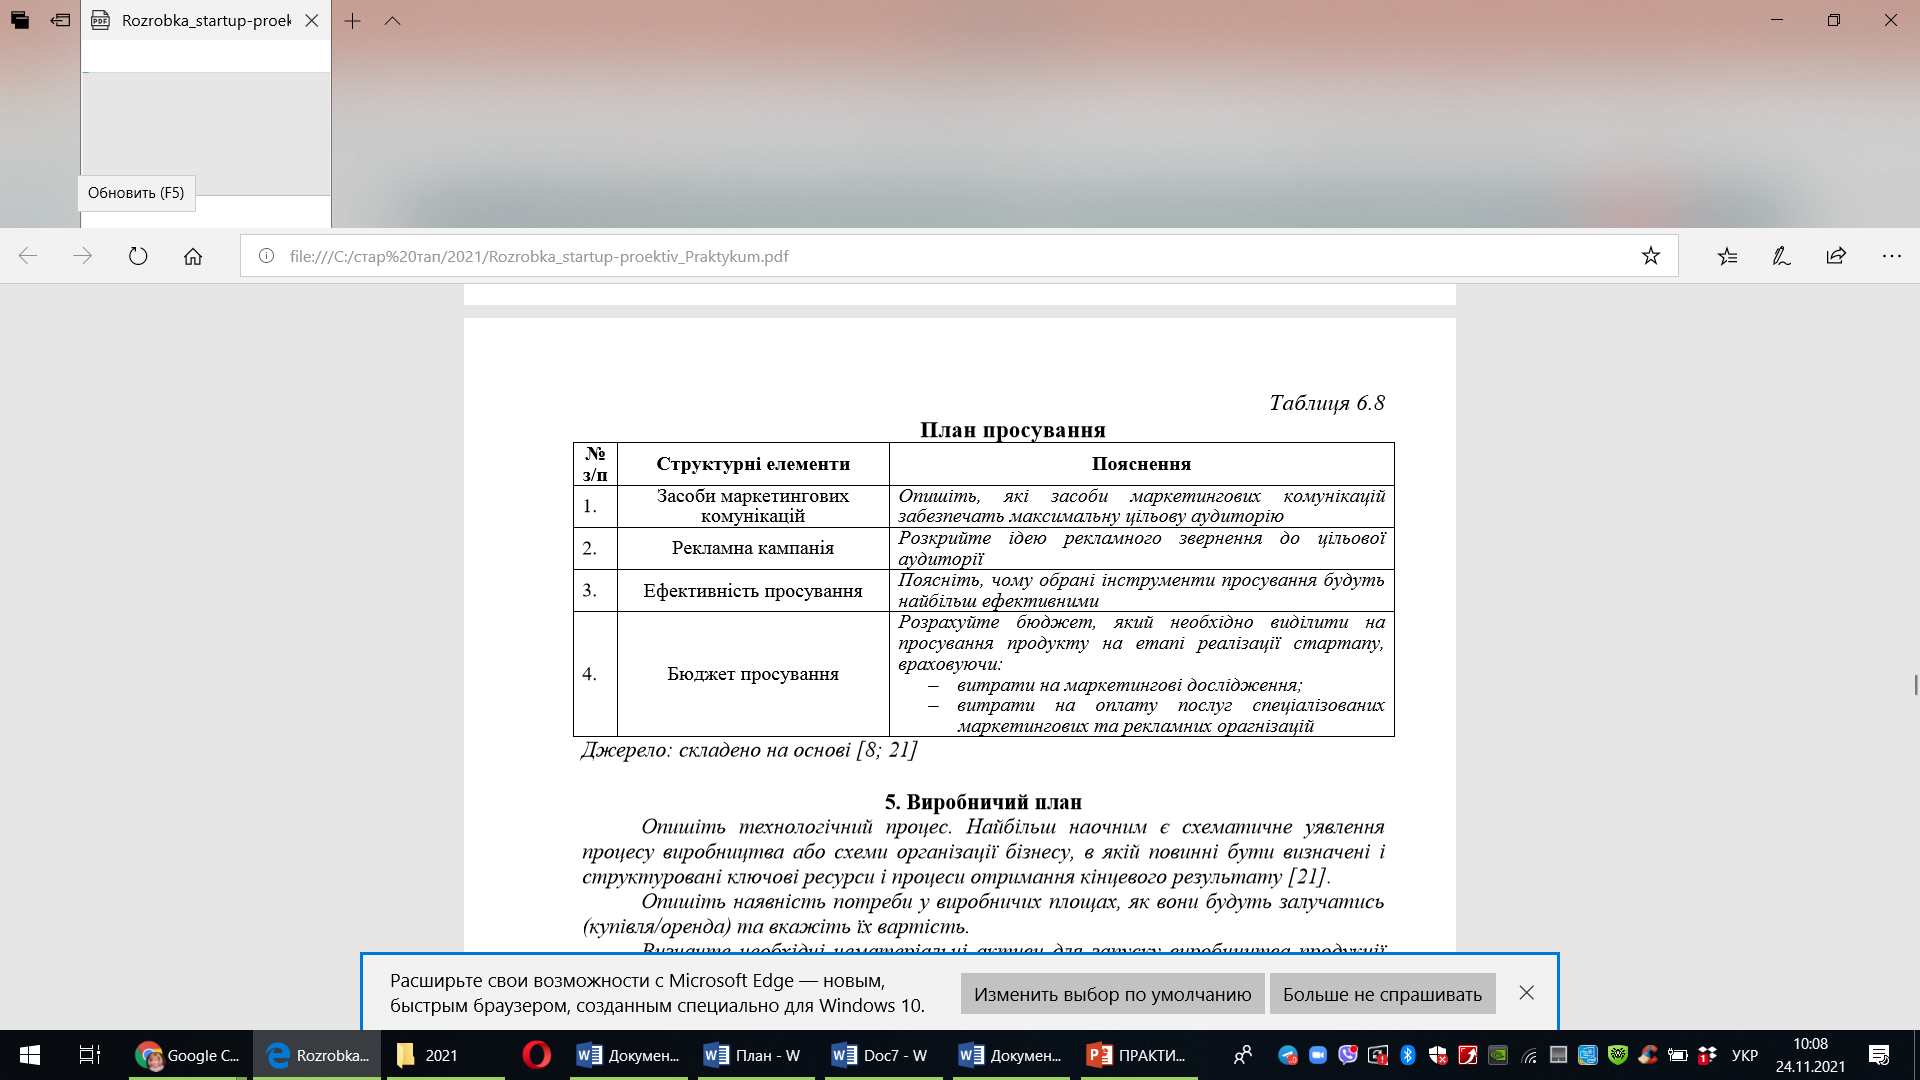 Rozrobka_startup-proek
Обновить (F5)
file:///C:/стар%20тап/2021/Rozrobka_startup-proektiv_Praktykum.pdf
Таблиця 6.8
План просування
№ з/п
Структурні елементи
Пояснення
1.
Засоби маркетингових
комунікацій
Опишіть, які засоби маркетингових комунікацій
забезпечать максимальну цільову аудиторію
2.
Рекламна кампанія
Розкрийте ідею рекламного звернення до цільової
аудиторії
3.
Ефективність просування
Поясніть, чому обрані інструменти просування будуть
найбільш ефективними
4.
Бюджет просування
Розрахуйте бюджет, який необхідно виділити на
просування продукту на етапі реалізації стартапу,
враховуючи:
– витрати на маркетингові дослідження;
– витрати на оплату послуг спеціалізованих
маркетингових та рекламних орагнізацій
Джерело: складено на основі [8; 21]
5. Виробничий план
Опишіть технологічний процес. Найбільш наочним є схематичне уявлення
процесу виробництва або схеми організації бізнесу, в якій повинні бути визначені і
структуровані ключові ресурси і процеси отримання кінцевого результату [21].
Опишіть наявність потреби у виробничих площах, як вони будуть залучатись
(купівля/оренда) та вкажіть їх вартість.
Визначте необхідні нематеріальні активи для запуску виробництва продукції
Расширьте свои возможности с Microsoft Edge — новым,
быстрым браузером, созданным специально для Windows 10.
Изменить выбор по умолчанию
Больше не спрашивать
Google C...
Rozrobka...
2021
Докумен...
План - W
Doc7 - W
Докумен...
ПРАКТИ...
УКР
10:08
24.11.2021